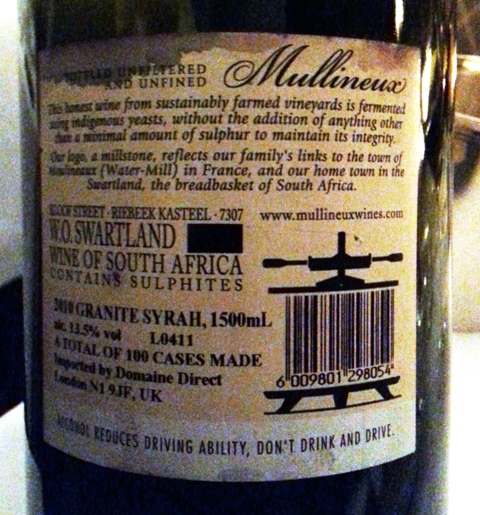 BOTTLED UNFILTERED
AND UNFINED
Mullineux
This honest wine from sustainably farmed vineyards is fermented
using indigenous yeasts, without the addition of anything other
than a minimal amount of sulphur to maintain its integrity.
Our logo, a millstone, reflects our family's links to the town of
Moulineaux (Water-Mill) in France, and our home town in the
Swartland, the breadbasket of South Africa.
KLOOF STREET · RIEBEEK KASTEEL · 7307
www.mullineuxwines.com
W.O. SWARTLAND
WINE OF SOUTH AFRICA
CONTAINS SULPHITES
2010 GRANITE SYRAH, 1500mL
alc. 13.5% vol L0411
A TOTAL OF 100 CASES MADE
Imported by Domaine Direct
London N1 9JF, UK
6 009801 298054
ALCOHOL REDUCES DRIVING ABILITY, DON'T DRINK AND DRIVE.